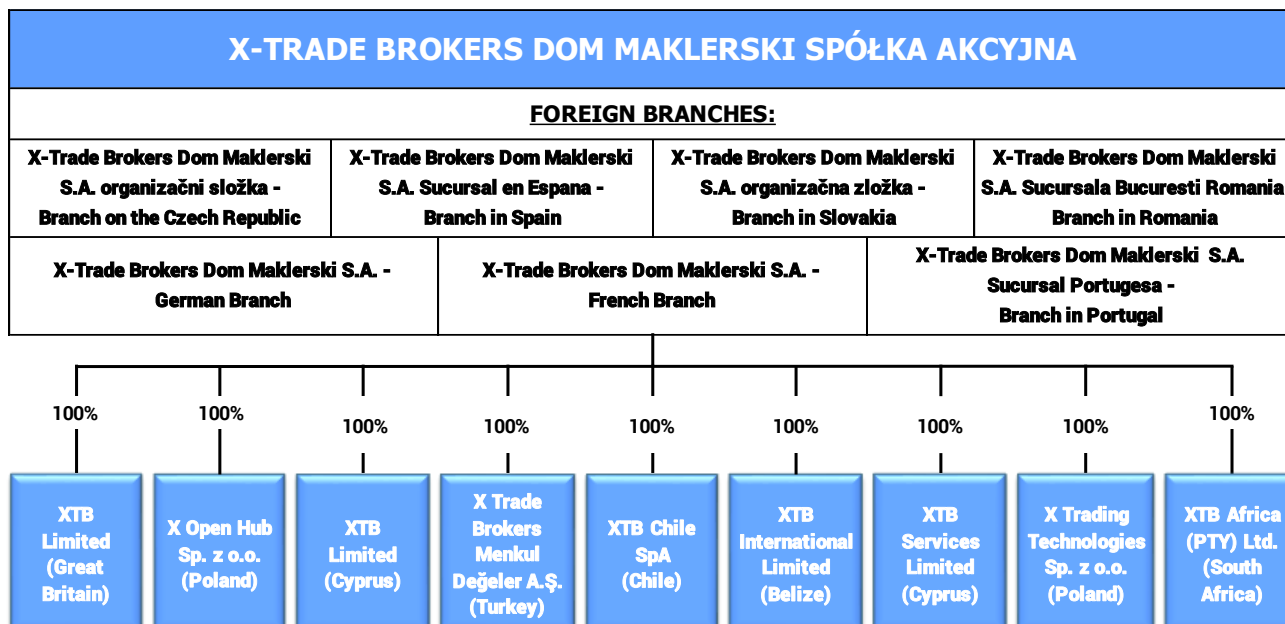 X-TRADE BROKERS DOM MAKLERSKI SPÓŁKA AKCYJNA
FOREIGN BRANCHES:
X-Trade Brokers Dom Maklerski
S.A. organizačni složka -
Branch on the Czech Republic
X-Trade Brokers Dom Maklerski
S.A. Sucursal en Espana -
Branch in Spain
X-Trade Brokers Dom Maklerski
S.A. organizačna zložka -
Branch in Slovakia
X-Trade Brokers Dom Maklerski
S.A. Sucursala Bucuresti Romania
Branch in Romania
X-Trade Brokers Dom Maklerski S.A. -
German Branch
X-Trade Brokers Dom Maklerski S.A. -
French Branch
X-Trade Brokers Dom Maklerski S.A.
Sucursal Portugesa -
Branch in Portugal
100%
100%
100%
100%
100%
100%
100%
100%
100%
XTB
Limited
(Great
Britain)
X Open Hub
Sp. z o.o.
(Poland)
XTB
Limited
(Cyprus)
X Trade
Brokers
Menkul
Değeler A.Ş.
(Turkey)
XTB Chile
SpA
(Chile)
XTB
International
Limited
(Belize)
XTB
Services
Limited
(Cyprus)
X Trading
Technologies
Sp. z o.o.
(Poland)
XTB Africa
(PTY) Ltd.
(South
Africa)